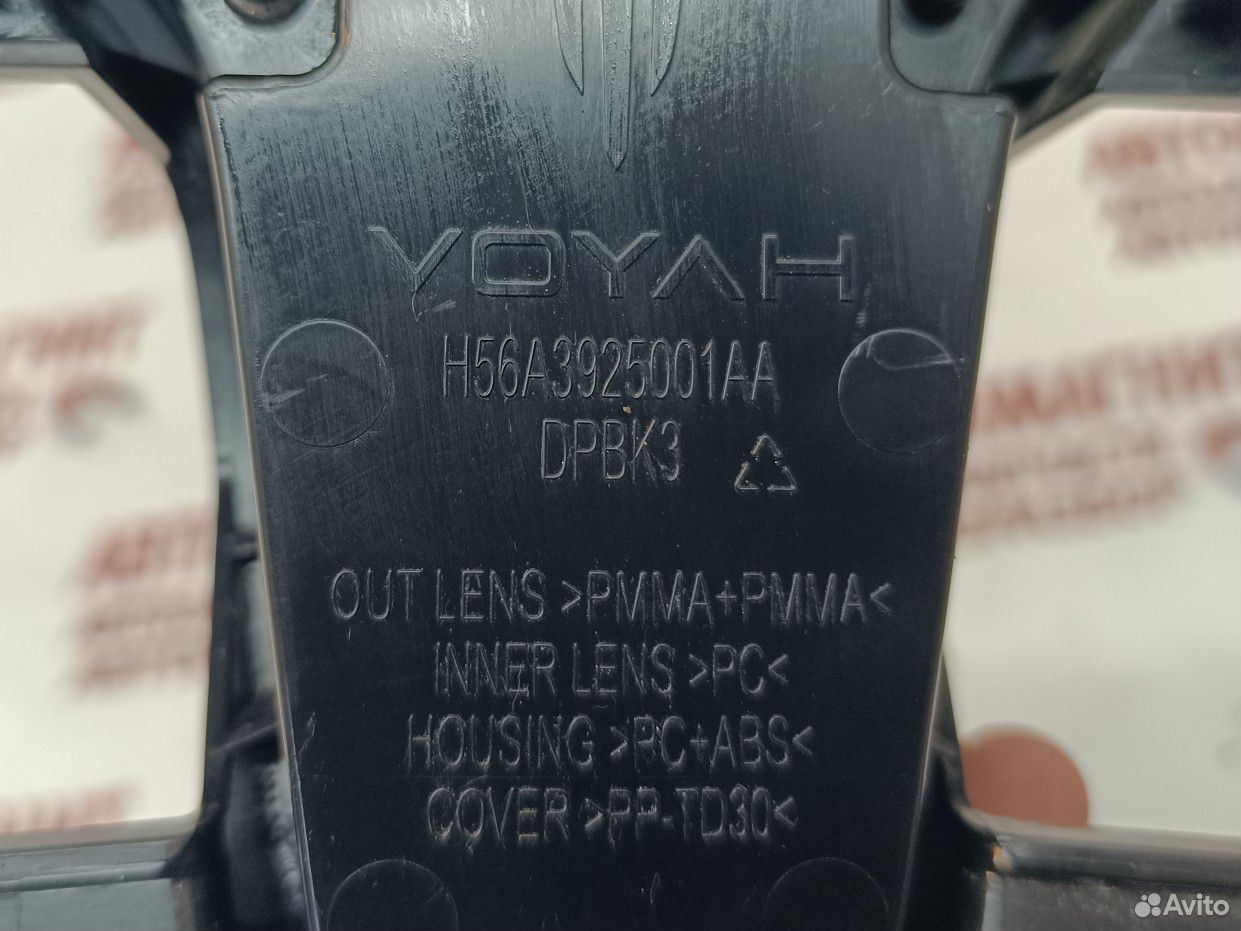 VOYAH
H56A3925001AA
DPBK3
OUT LENS >PMMA+PMMA<
INNER LENS >PC<
HOUSING >PC+ABS<
COVER >PP-TD30<
Avito